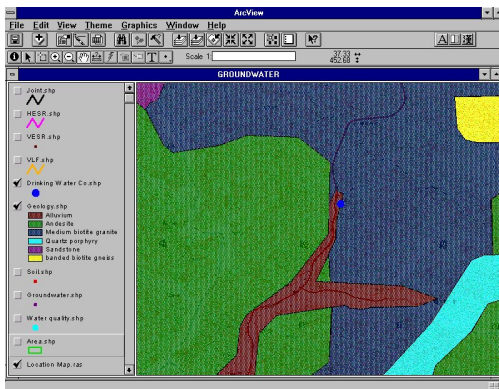 ArcView
File Edit View Theme Graphics Window Help
Scale 1:
37.33
452.68
GROUNDWATER
Joint.shp
HESR.shp
VESR.shp
VLF.shp
Drinking Water Co.shp
Geology.shp
Alluvium
Andesite
Medium biotite granite
Quartz porphyry
Sandstone
banded biotite gneiss
Soil.shp
Groundwater.shp
Water quality.shp
Area.shp
Location Map.ras